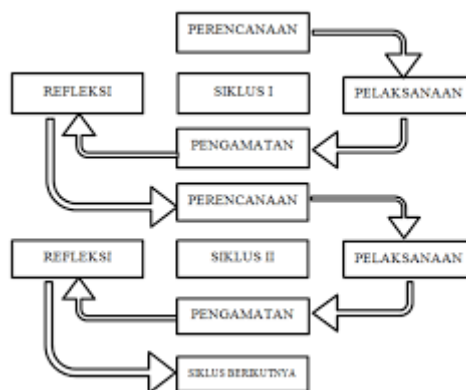 PERENCANAAN
REFLEKSI
SIKLUS I
PELAKSANAAN
PENGAMATAN
PERENCANAAN
REFLEKSI
SIKLUS II
PELAKSANAAN
PENGAMATAN
SIKLUS BERIKUTNYA